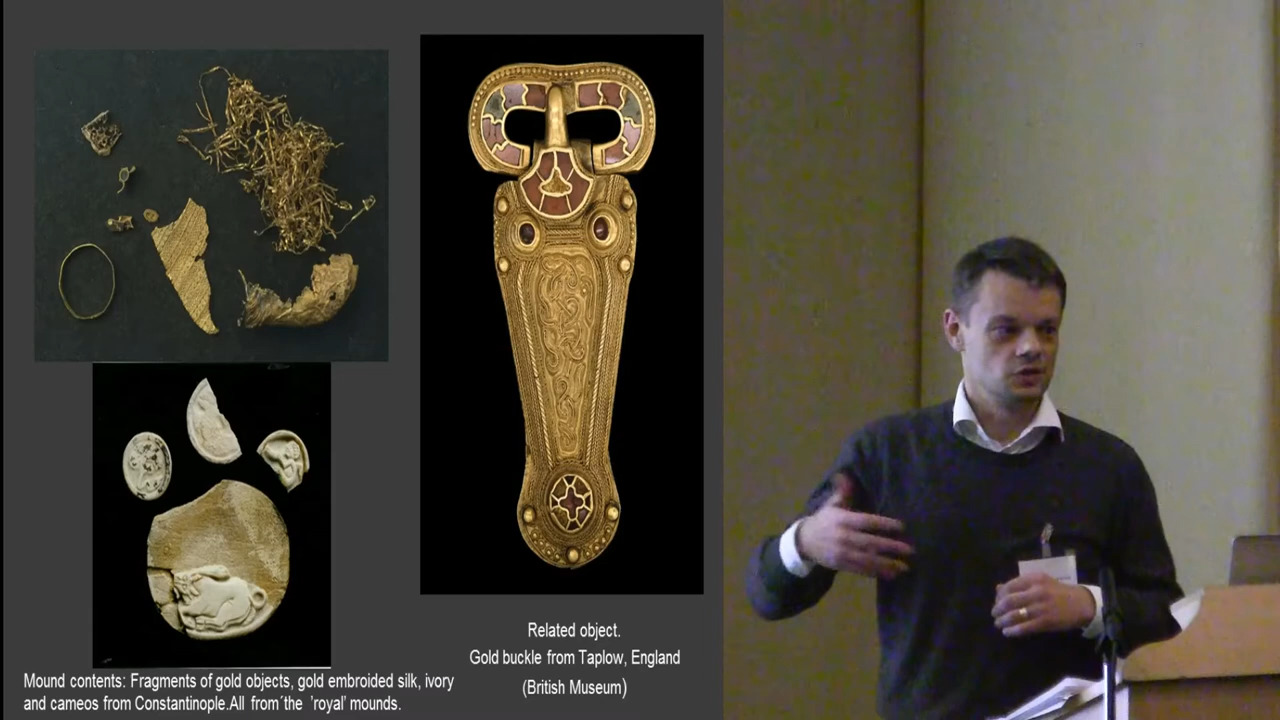 Mound contents: Fragments of gold objects, gold embroided silk, ivory
and cameos from Constantinople.All from´the ´royal´ mounds.
Related object.
Gold buckle from Taplow, England
(British Museum)